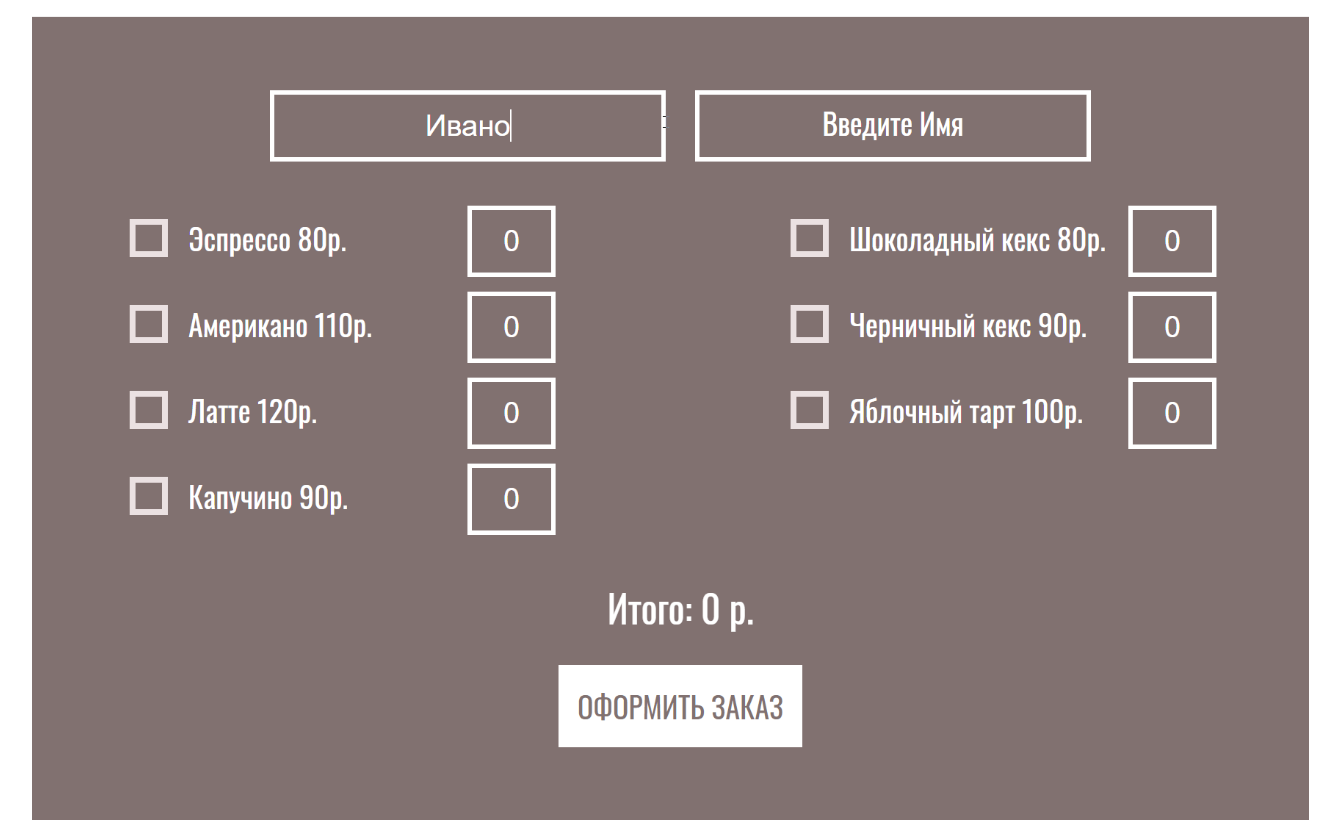 Ивано Введите Имя
Эспрессо 80р. 0 Шоколадный кекс 80р. 0
Американо 110р. 0 Черничный кекс 90р. 0
Латте 120р. 0 Яблочный тарт 100р. 0
Капучино 90р. 0
Итого: 0 р.
ОФОРМИТЬ ЗАКАЗ